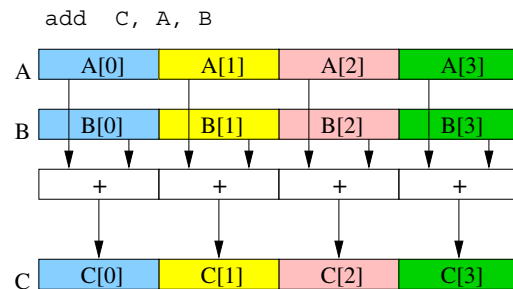 add C, A, B
A A[0] A[1] A[2] A[3]
B B[0] B[1] B[2] B[3]
+ + + +
C C[0] C[1] C[2] C[3]